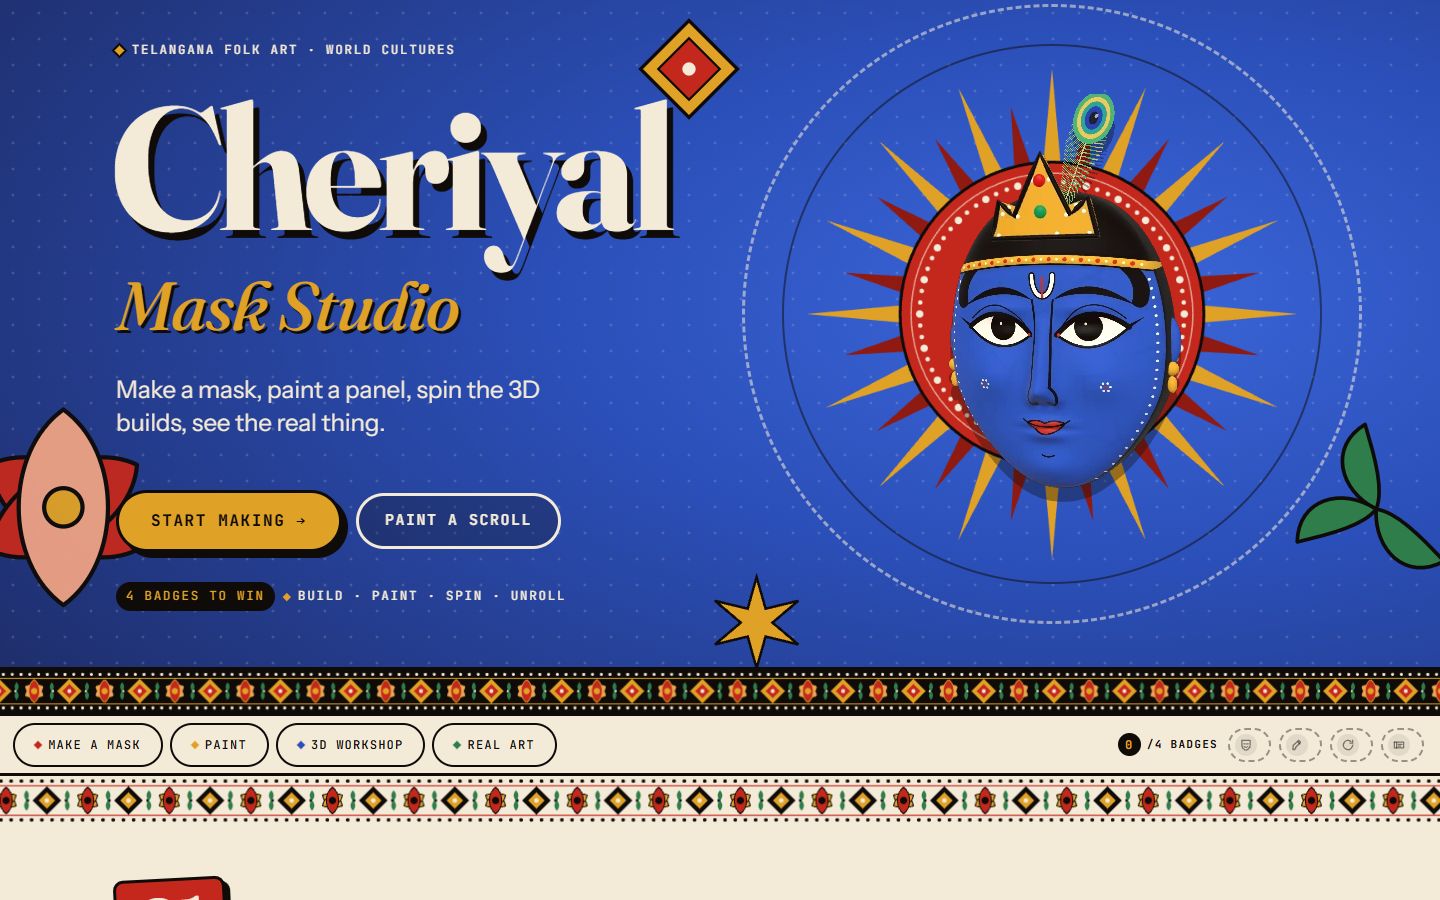 TELANGANA FOLK ART · WORLD CULTURES
Cheriyal
Mask Studio
Make a mask, paint a panel, spin the 3D
builds, see the real thing.
START MAKING →
PAINT A SCROLL
4 BADGES TO WIN
BUILD · PAINT · SPIN · UNROLL
MAKE A MASK
PAINT
3D WORKSHOP
REAL ART
0 /4 BADGES